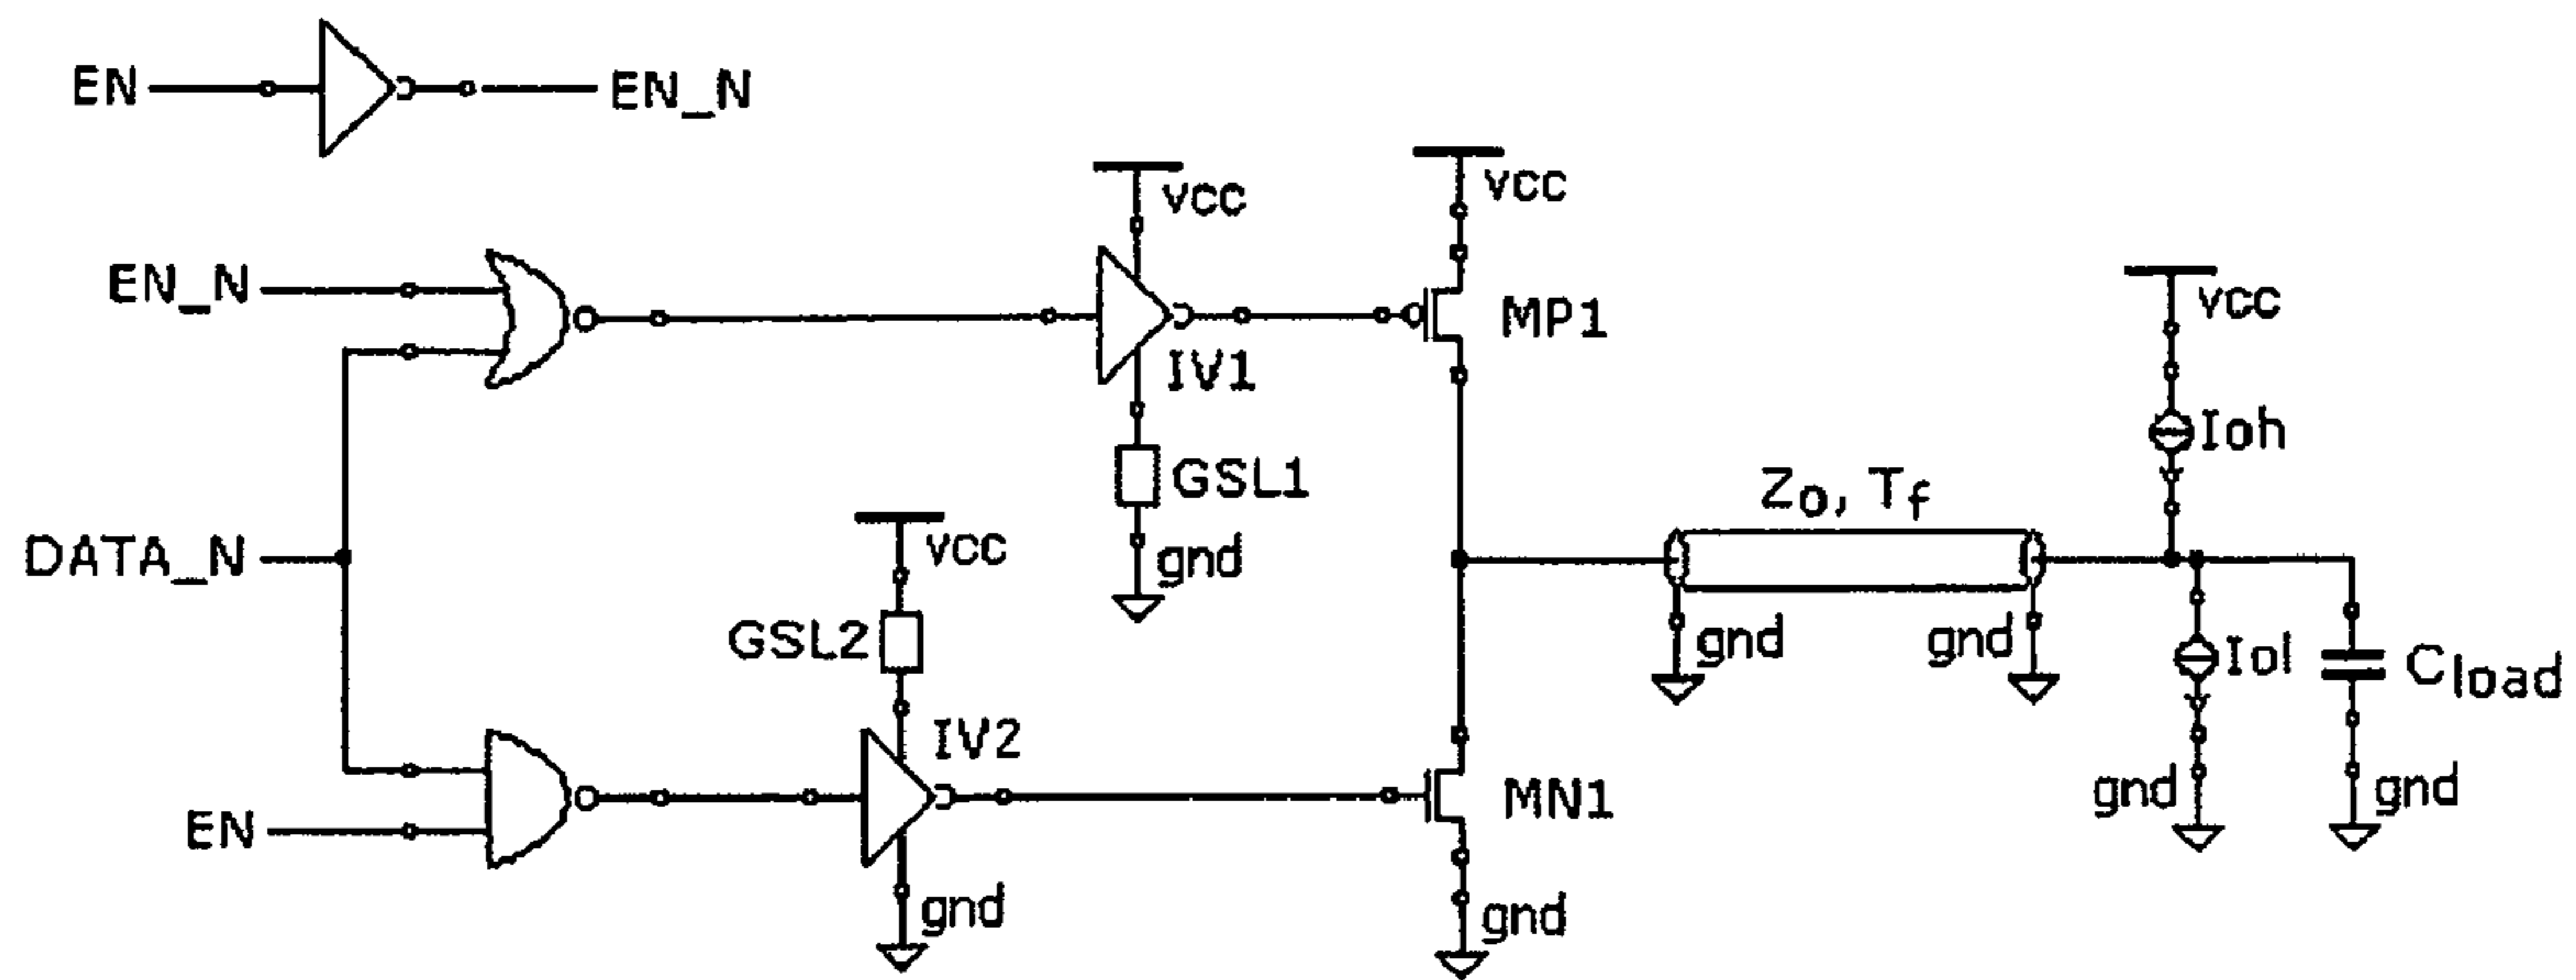 EN
EN_N
vcc
vcc
EN_N
MP1
vcc
IV1
Ioh
GSL1
Zo, Tf
DATA_N
vcc
gnd
GSL2
gnd
gnd
Iol
Cload
IV2
EN
MN1
gnd
gnd
gnd
gnd